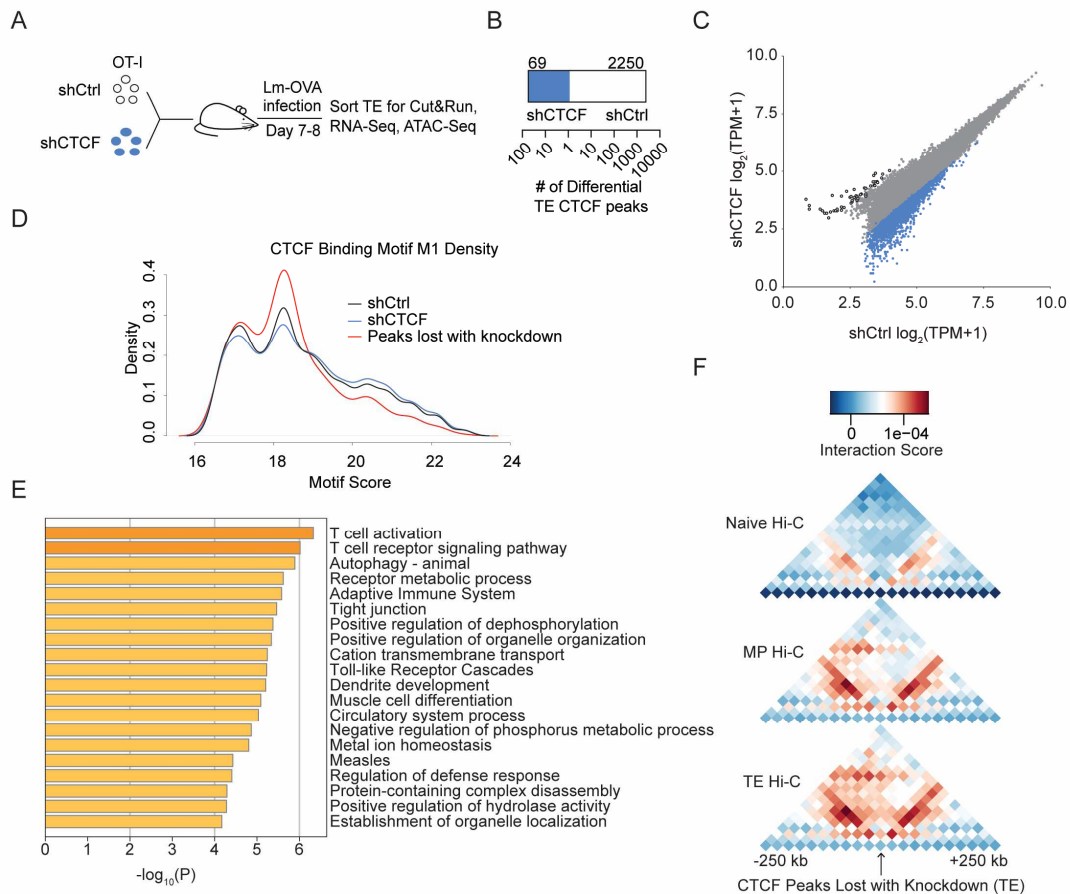 A
OT-I
shCtrl
shCTCF
Lm-OVA
infection
Day 7-8
Sort TE for Cut&Run,
RNA-Seq, ATAC-Seq
B
69 2250
shCTCF shCtrl
100 10 1 100 1000 10000
# of Differential
TE CTCF peaks
C
10.0
7.5
5.0
2.5
0.0
shCTCF log2(TPM+1)
0.0 2.5 5.0 7.5 10.0
shCtrl log2(TPM+1)
D
CTCF Binding Motif M1 Density
shCtrl
shCTCF
Peaks lost with knockdown
Density
0.4
0.3
0.2
0.1
0.0
16 18 20 22 24
Motif Score
E
T cell activation
T cell receptor signaling pathway
Autophagy - animal
Receptor metabolic process
Adaptive Immune System
Tight junction
Positive regulation of dephosphorylation
Positive regulation of organelle organization
Cation transmembrane transport
Toll-like Receptor Cascades
Dendrite development
Muscle cell differentiation
Circulatory system process
Negative regulation of phosphorus metabolic process
Metal ion homeostasis
Measles
Regulation of defense response
Protein-containing complex disassembly
Positive regulation of hydrolase activity
Establishment of organelle localization
0 1 2 3 4 5 6
-log10(P)
F
0 1e-04
Interaction Score
Naive Hi-C
MP Hi-C
TE Hi-C
-250 kb +250 kb
CTCF Peaks Lost with Knockdown (TE)